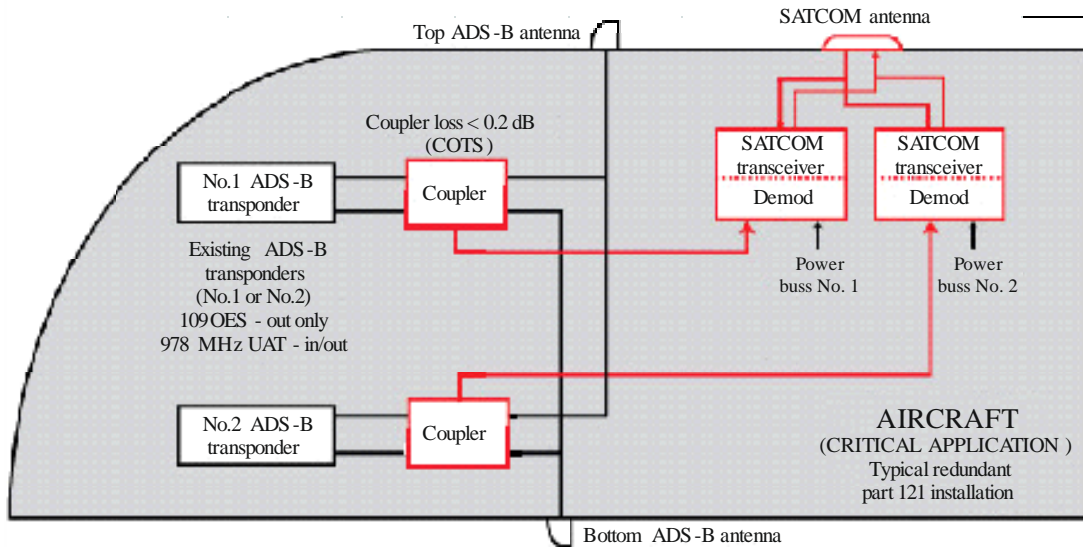 SATCOM antenna
Top ADS-B antenna
Coupler loss < 0.2 dB
(COTS)
No.1 ADS-B
transponder
Coupler
SATCOM
transceiver
Demod
SATCOM
transceiver
Demod
Existing ADS-B
transponders
(No.1 or No.2)
109OES - out only
978 MHz UAT - in/out
Power
buss No. 1
Power
buss No. 2
No.2 ADS-B
transponder
Coupler
AIRCRAFT
(CRITICAL APPLICATION )
Typical redundant
part 121 installation
Bottom ADS-B antenna